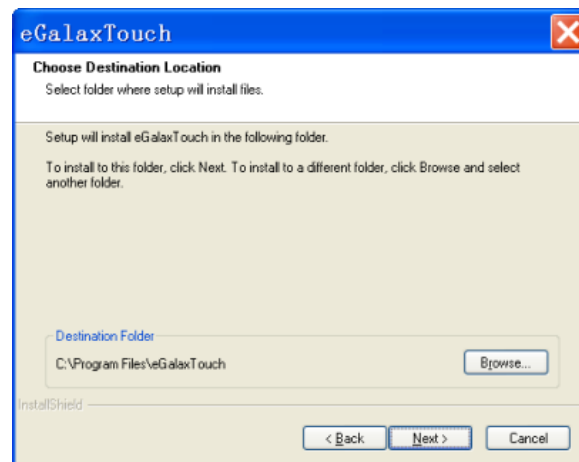 eGalaxTouch
Choose Destination Location
Select folder where setup will install files.
Setup will install eGalaxTouch in the following folder.
To install to this folder, click Next. To install to a different folder, click Browse and select
another folder.
Destination Folder
C:\Program Files\eGalaxTouch
Browse...
InstallShield
< Back
Next >
Cancel